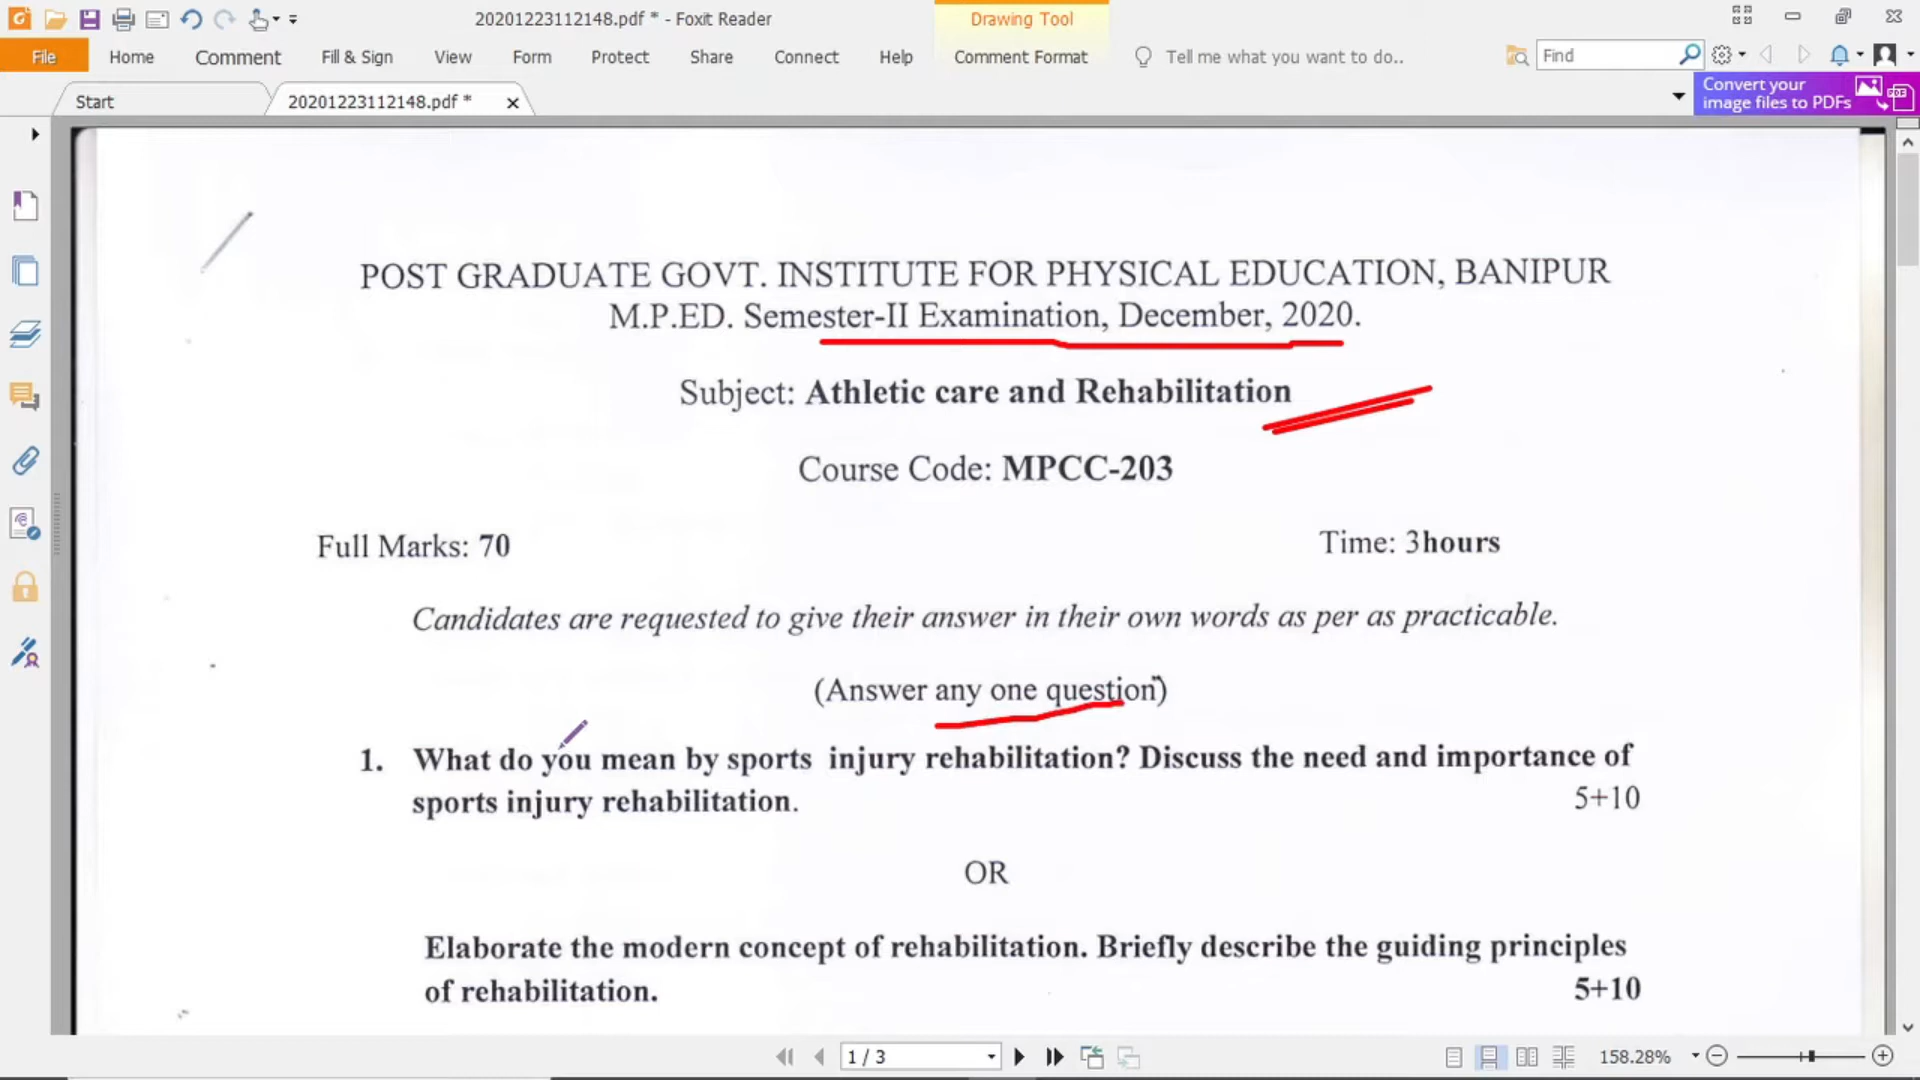 20201223112148.pdf * - Foxit Reader
Drawing Tool
File
Home
Comment
Fill & Sign
View
Form
Protect
Share
Connect
Help
Comment Format
Tell me what you want to do..
Find
Start
20201223112148.pdf *
Convert your
image files to PDFs
PDF
POST GRADUATE GOVT. INSTITUTE FOR PHYSICAL EDUCATION, BANIPUR
M.P.ED. Semester-II Examination, December, 2020.
Subject: Athletic care and Rehabilitation
Course Code: MPCC-203
Full Marks: 70
Time: 3hours
Candidates are requested to give their answer in their own words as per as practicable.
(Answer any one question)
1. What do you mean by sports injury rehabilitation? Discuss the need and importance of
sports injury rehabilitation. 5+10
OR
Elaborate the modern concept of rehabilitation. Briefly describe the guiding principles
of rehabilitation. 5+10
1 / 3
158.28%